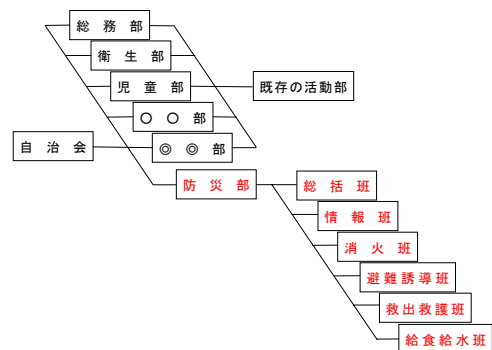 総務部
衛生部
児童部
既存の活動部
○○部
自治会
◎◎部
防災部
総括班
情報班
消火班
避難誘導班
救出救護班
給食給水班